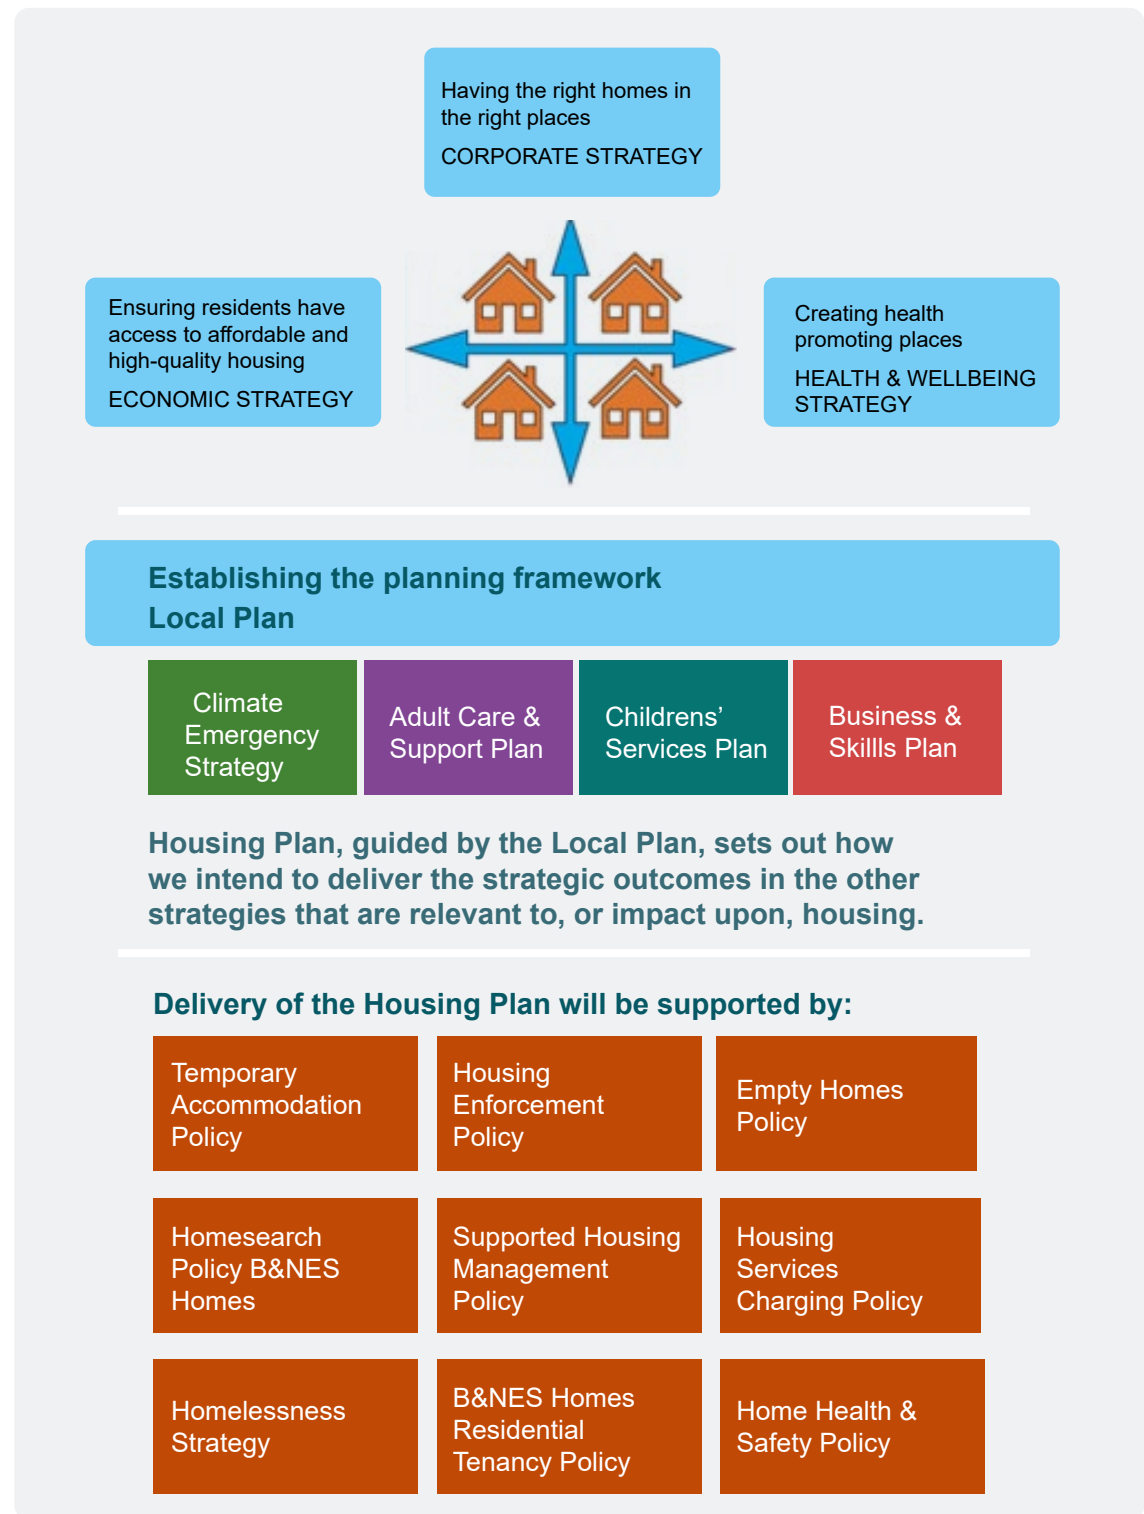 Having the right homes in
the right places
CORPORATE STRATEGY
Ensuring residents have
access to affordable and
high-quality housing
ECONOMIC STRATEGY
Creating health
promoting places
HEALTH & WELLBEING
STRATEGY
Establishing the planning framework
Local Plan
Climate
Emergency
Strategy
Adult Care &
Support Plan
Childrens’
Services Plan
Business &
Skillls Plan
Housing Plan, guided by the Local Plan, sets out how
we intend to deliver the strategic outcomes in the other
strategies that are relevant to, or impact upon, housing.
Delivery of the Housing Plan will be supported by:
Temporary
Accommodation
Policy
Housing
Enforcement
Policy
Empty Homes
Policy
Homesearch
Policy B&NES
Homes
Supported Housing
Management
Policy
Housing
Services
Charging Policy
Homelessness
Strategy
B&NES Homes
Residential
Tenancy Policy
Home Health &
Safety Policy